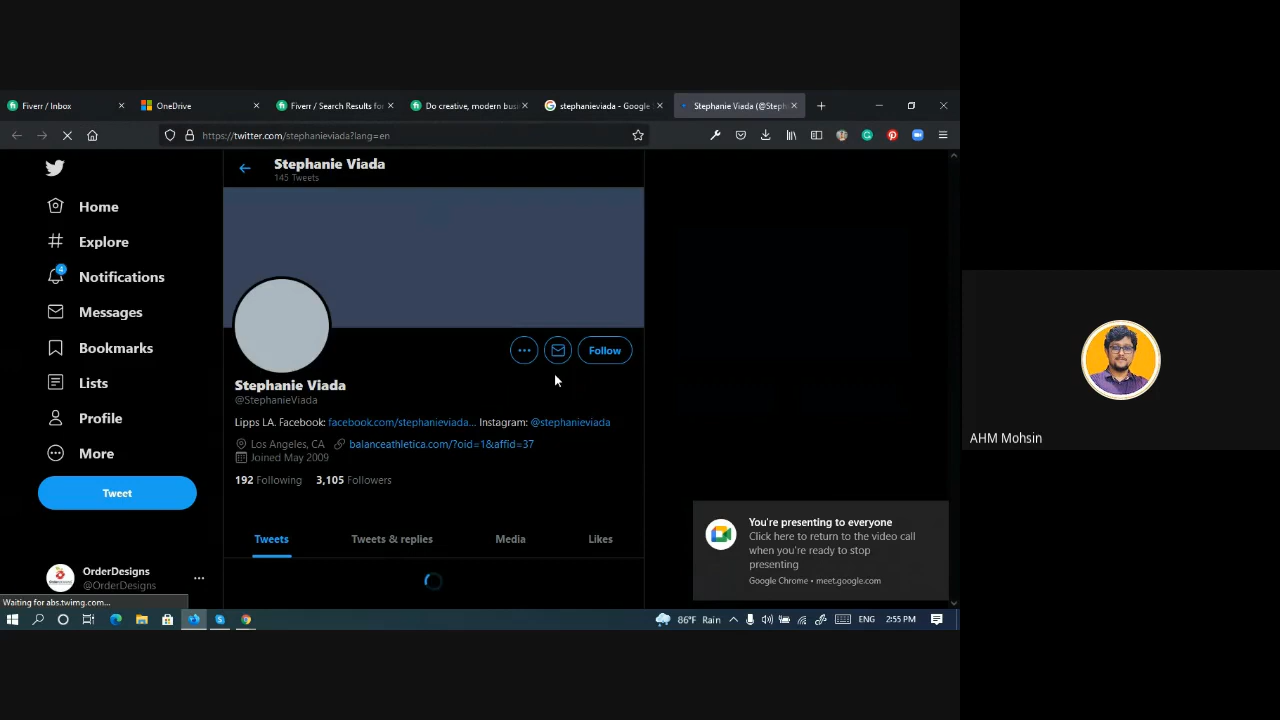 Fiverr / Inbox
OneDrive
Fiverr / Search Results for
Do creative, modern busi
stephanieviada - Google
Stephanie Viada (@Steph
https://twitter.com/stephanieviada?lang=en
Stephanie Viada
145 Tweets
Home
Explore
4
Notifications
Messages
Bookmarks
Lists
Profile
More
Tweet
Follow
Stephanie Viada
@StephanieViada
Lipps LA. Facebook: facebook.com/stephanieviada... Instagram: @stephanieviada
Los Angeles, CA balanceathletica.com/?oid=1&affid=37
Joined May 2009
192 Following 3,105 Followers
Tweets Tweets & replies Media Likes
OrderDesigns
@OrderDesigns
Waiting for abs.twimg.com...
You're presenting to everyone
Click here to return to the video call
when you're ready to stop
presenting
Google Chrome • meet.google.com
86°F Rain ENG 2:55 PM
AHM Mohsin